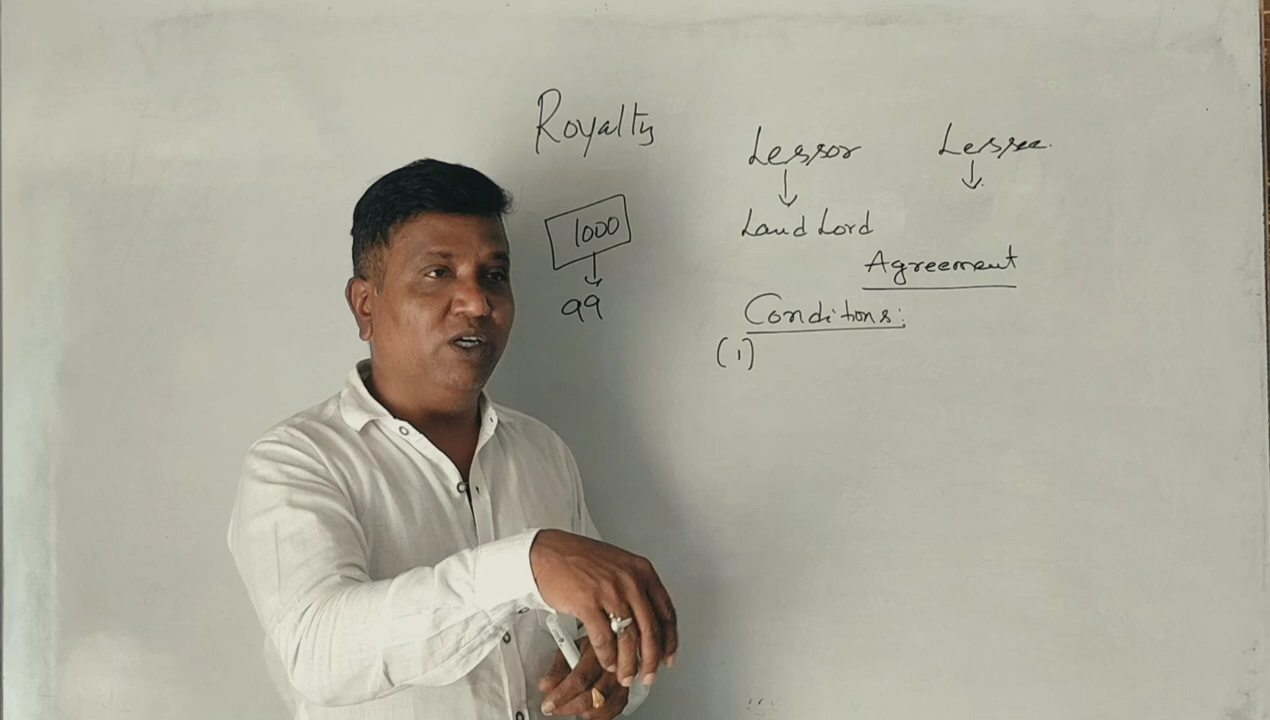 Royalty
Lessor Lessee.
1000
Land Lord
99
Agreement
Conditions:
(1)